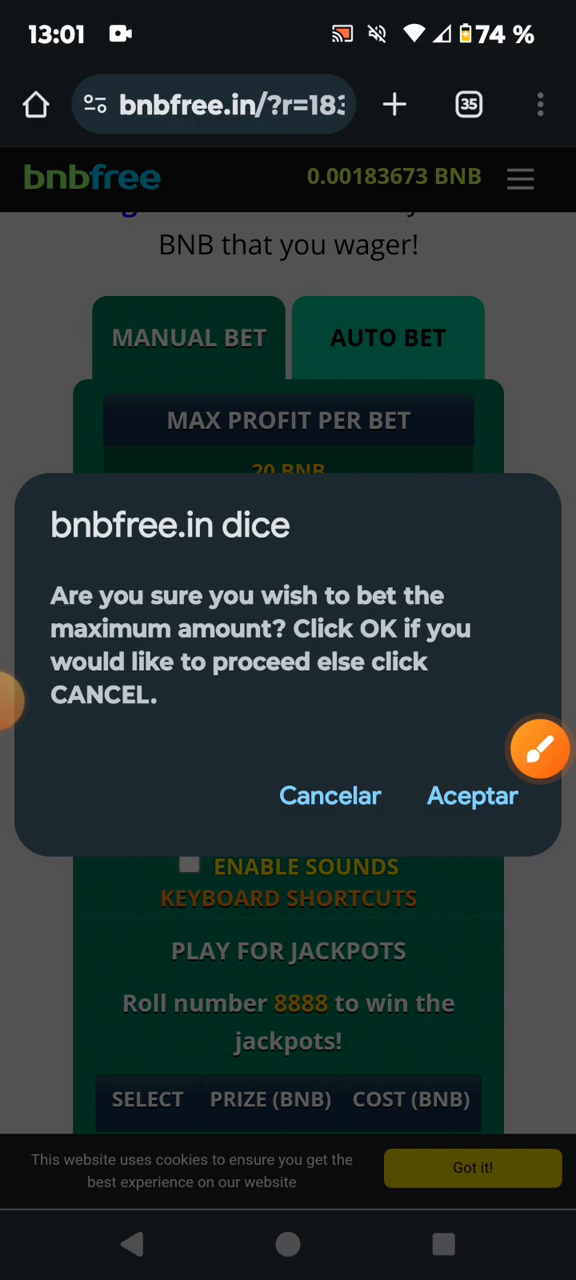 13:01
74 %
bnbfree.in/?r=183
35
bnbfree
0.00183673 BNB
BNB that you wager!
MANUAL BET
AUTO BET
MAX PROFIT PER BET
20 BNB
bnbfree.in dice
Are you sure you wish to bet the
maximum amount? Click OK if you
would like to proceed else click
CANCEL.
Cancelar
Aceptar
ENABLE SOUNDS
KEYBOARD SHORTCUTS
PLAY FOR JACKPOTS
Roll number 8888 to win the
jackpots!
SELECT
PRIZE (BNB)
COST (BNB)
This website uses cookies to ensure you get the
best experience on our website
Got it!